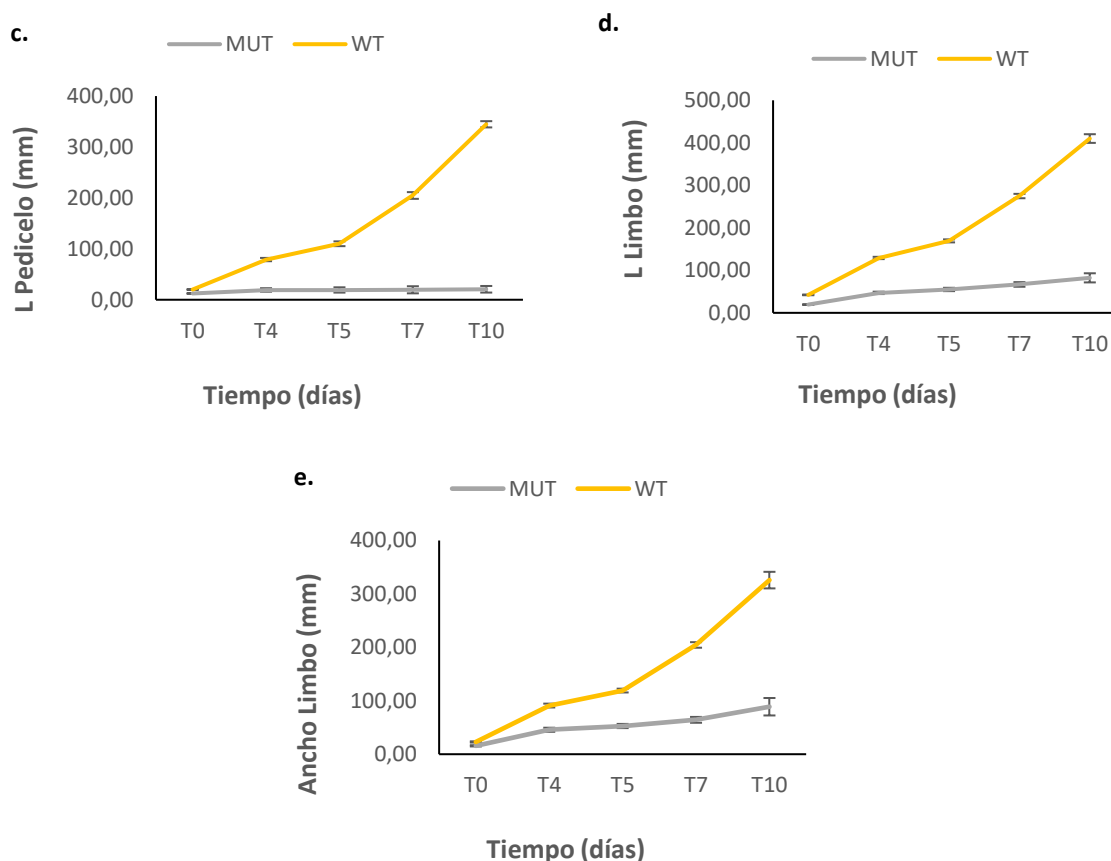 c.
MUT WT
400,00
300,00
200,00
100,00
0,00
L Pedicelo (mm)
T0 T4 T5 T7 T10
Tiempo (días)
d.
MUT WT
500,00
400,00
300,00
200,00
100,00
0,00
L Limbo (mm)
T0 T4 T5 T7 T10
Tiempo (días)
e.
MUT WT
400,00
300,00
200,00
100,00
0,00
Ancho Limbo (mm)
T0 T4 T5 T7 T10
Tiempo (días)